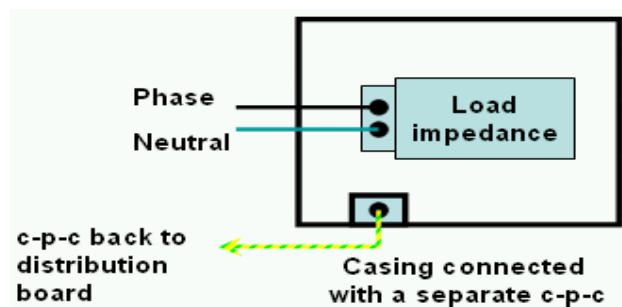 Phase
Neutral
Load
impedance
c-p-c back to
distribution
board
Casing connected
with a separate c-p-c